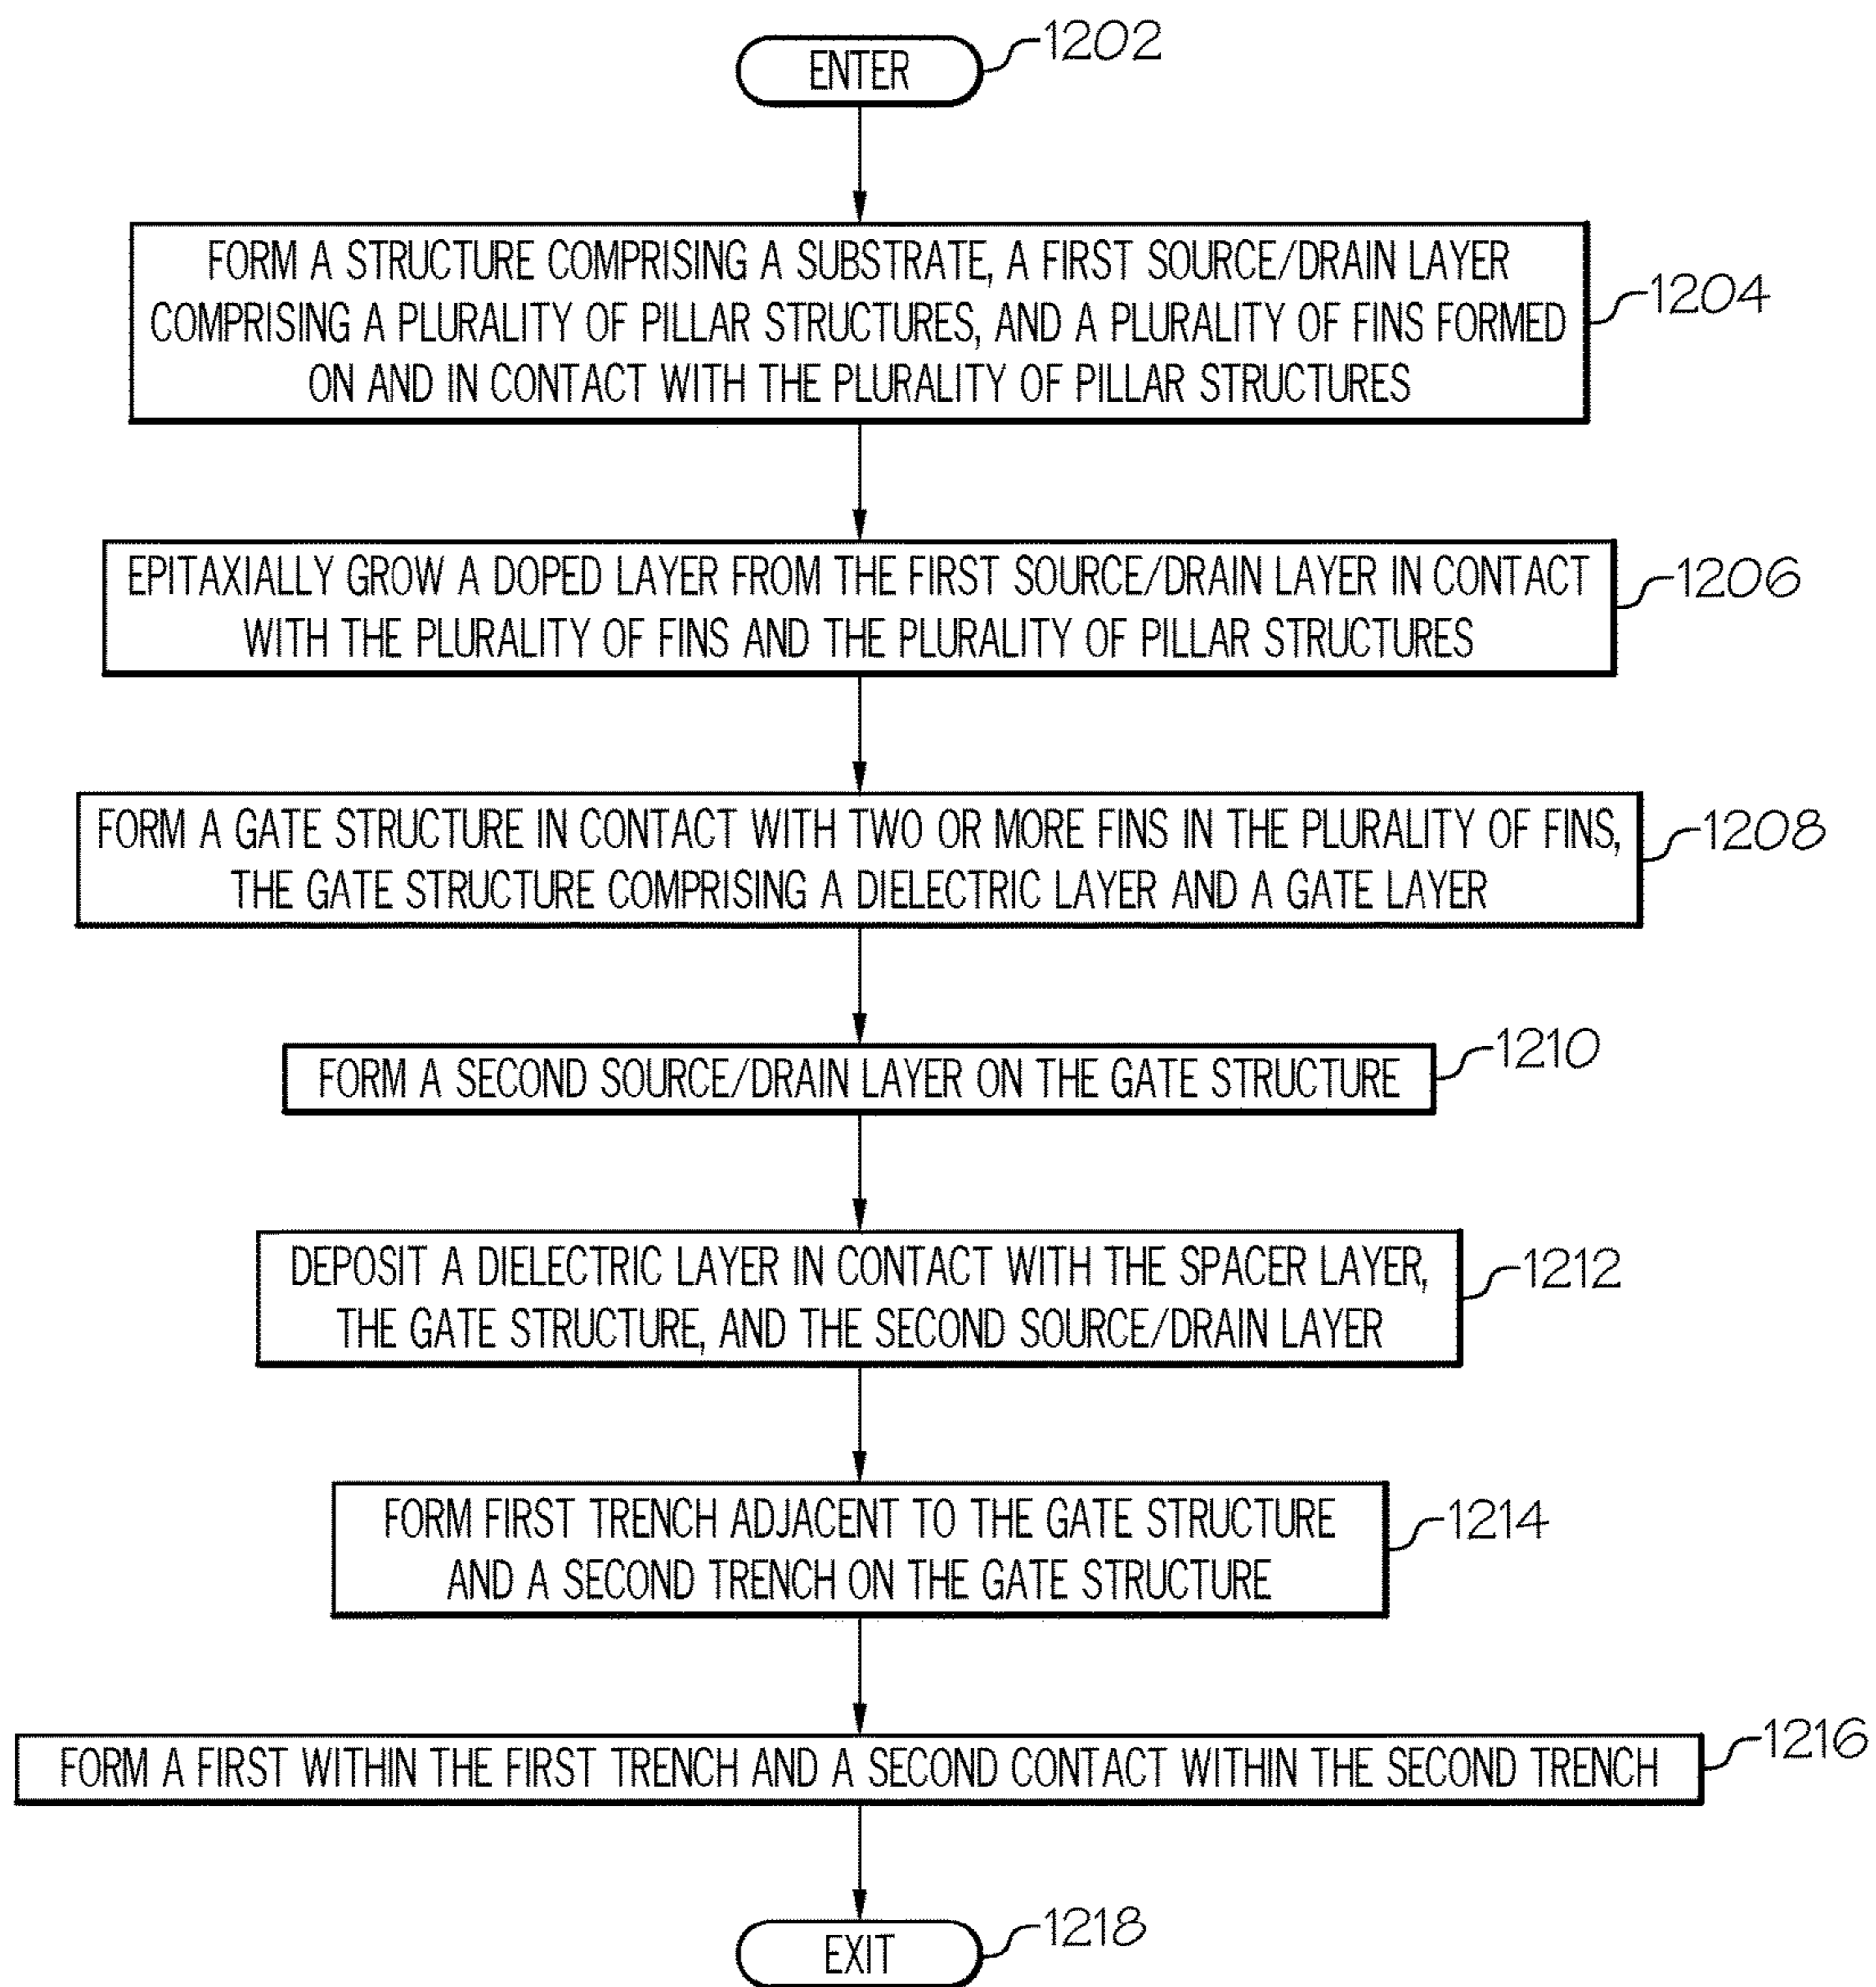 ENTER
1202
FORM A STRUCTURE COMPRISING A SUBSTRATE, A FIRST SOURCE/DRAIN LAYER
COMPRISING A PLURALITY OF PILLAR STRUCTURES, AND A PLURALITY OF FINS FORMED
ON AND IN CONTACT WITH THE PLURALITY OF PILLAR STRUCTURES
1204
EPITAXIALLY GROW A DOPED LAYER FROM THE FIRST SOURCE/DRAIN LAYER IN CONTACT
WITH THE PLURALITY OF FINS AND THE PLURALITY OF PILLAR STRUCTURES
1206
FORM A GATE STRUCTURE IN CONTACT WITH TWO OR MORE FINS IN THE PLURALITY OF FINS,
THE GATE STRUCTURE COMPRISING A DIELECTRIC LAYER AND A GATE LAYER
1208
FORM A SECOND SOURCE/DRAIN LAYER ON THE GATE STRUCTURE
1210
DEPOSIT A DIELECTRIC LAYER IN CONTACT WITH THE SPACER LAYER,
THE GATE STRUCTURE, AND THE SECOND SOURCE/DRAIN LAYER
1212
FORM FIRST TRENCH ADJACENT TO THE GATE STRUCTURE
AND A SECOND TRENCH ON THE GATE STRUCTURE
1214
FORM A FIRST WITHIN THE FIRST TRENCH AND A SECOND CONTACT WITHIN THE SECOND TRENCH
1216
EXIT
1218